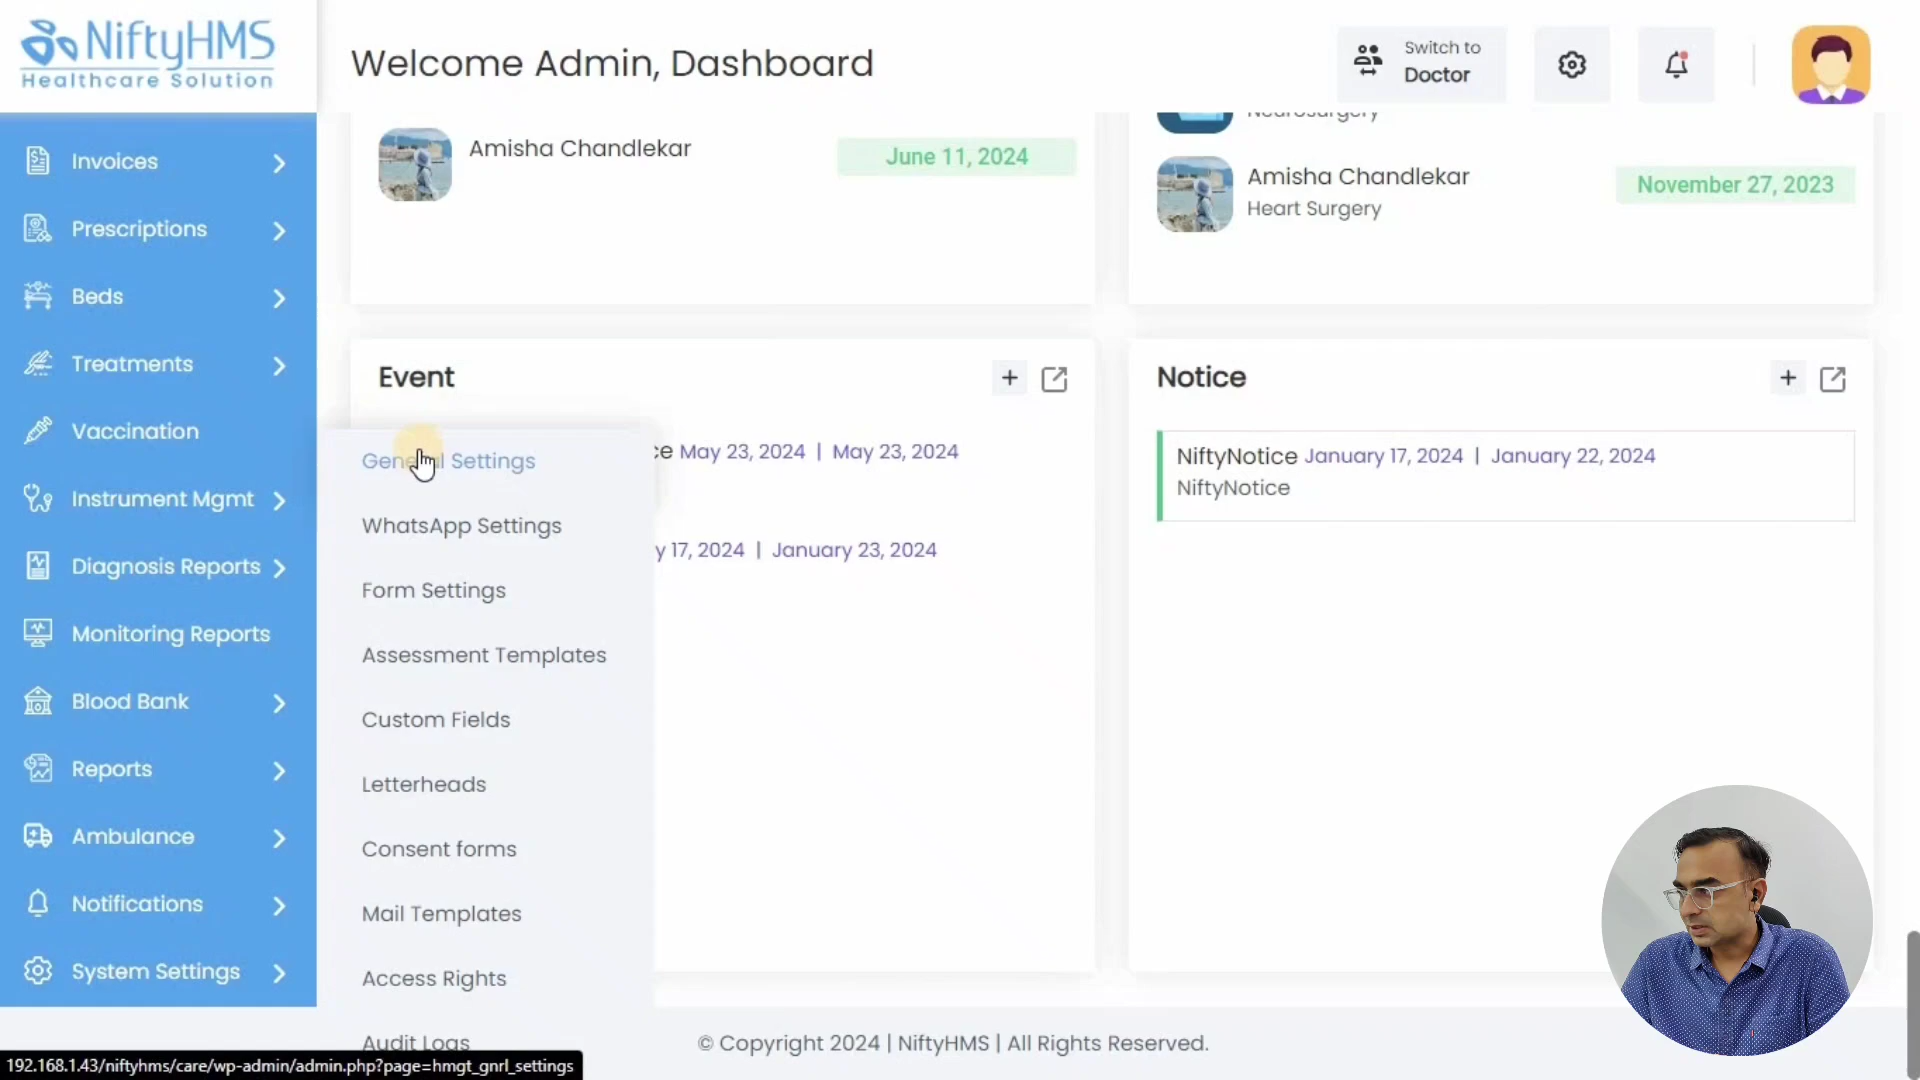 NiftyHMS
Healthcare Solution
Welcome Admin, Dashboard
Switch to
Doctor
Invoices
Prescriptions
Beds
Treatments
Vaccination
Instrument Mgmt
Diagnosis Reports
Monitoring Reports
Blood Bank
Reports
Ambulance
Notifications
System Settings
General Settings
WhatsApp Settings
Form Settings
Assessment Templates
Custom Fields
Letterheads
Consent forms
Mail Templates
Access Rights
Audit Logs
Amisha Chandlekar
June 11, 2024
Neurosurgery
Amisha Chandlekar
Heart Surgery
November 27, 2023
Event
+
ce May 23, 2024 | May 23, 2024
y 17, 2024 | January 23, 2024
Notice
+
NiftyNotice January 17, 2024 | January 22, 2024
NiftyNotice
© Copyright 2024 | NiftyHMS | All Rights Reserved.
192.168.1.43/niftyhms/care/wp-admin/admin.php?page=hmgt_gnrl_settings